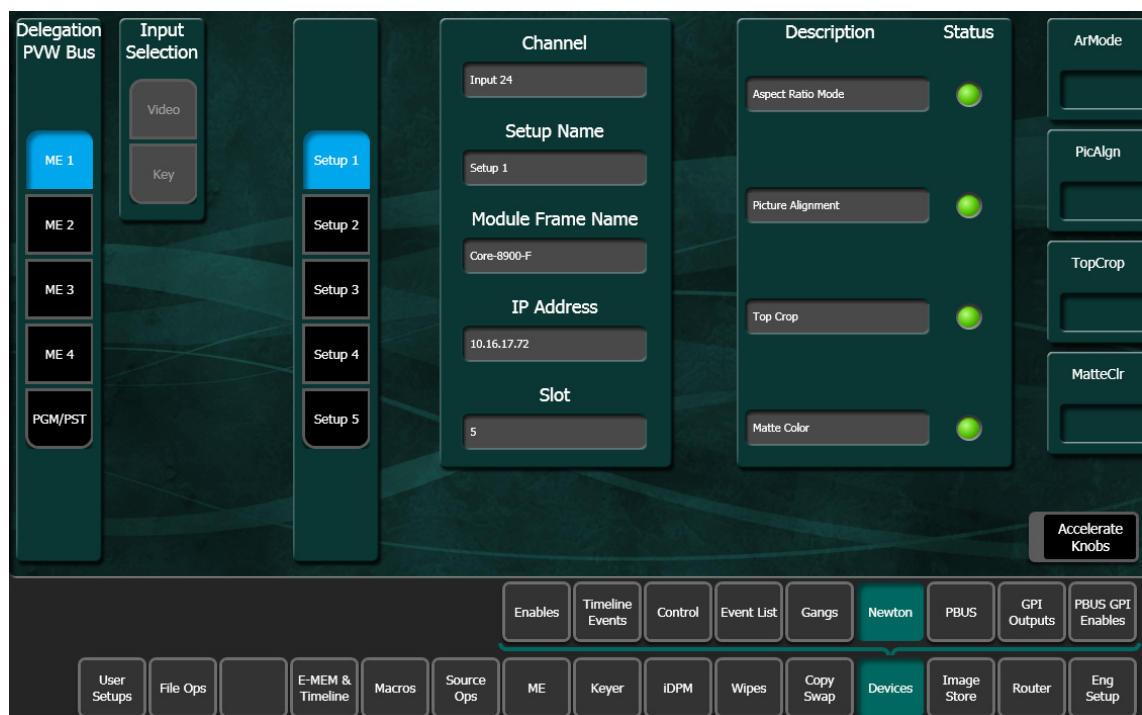 Delegation
PVW Bus
ME 1
ME 2
ME 3
ME 4
PGM/PST
Input
Selection
Video
Key
Setup 1
Setup 2
Setup 3
Setup 4
Setup 5
Channel
Input 24
Setup Name
Setup 1
Module Frame Name
Core-8900-F
IP Address
10.16.17.72
Slot
5
Description Status
Aspect Ratio Mode
Picture Alignment
Top Crop
Matte Color
ArMode
PicAlgn
TopCrop
MatteClr
Accelerate
Knobs
Enables
Timeline
Events
Control
Event List
Gangs
Newton
PBUS
GPI
Outputs
PBUS GPI
Enables
User
Setups
File Ops
E-MEM &
Timeline
Macros
Source
Ops
ME
Keyer
iDPM
Wipes
Copy
Swap
Devices
Image
Store
Router
Eng
Setup